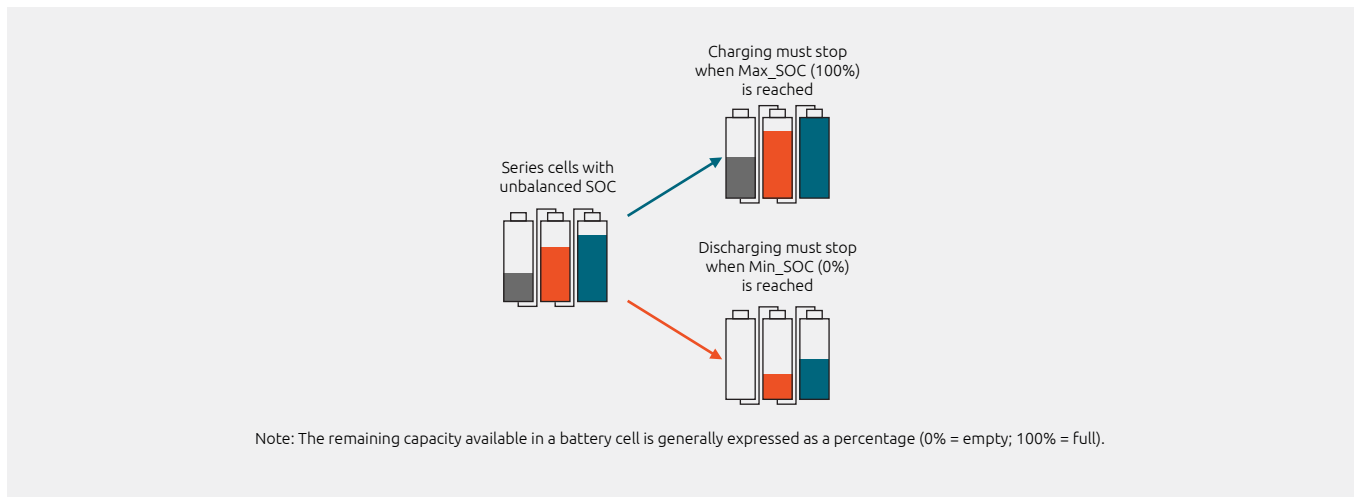 Charging must stop
when Max_SOC (100%)
is reached
Series cells with
unbalanced SOC
Discharging must stop
when Min_SOC (0%)
is reached
Note: The remaining capacity available in a battery cell is generally expressed as a percentage (0% = empty; 100% = full).